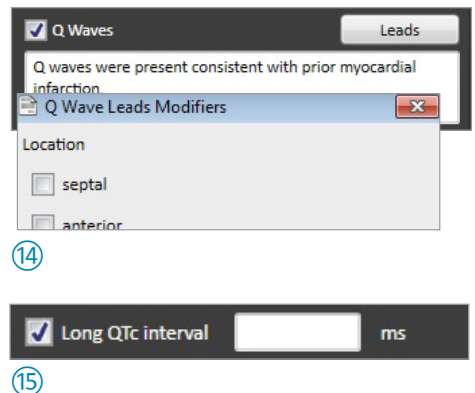 Q Waves Leads
Q waves were present consistent with prior myocardial
infarction
Q Wave Leads Modifiers
Location
septal
anterior
14
Long QTc interval ms
15